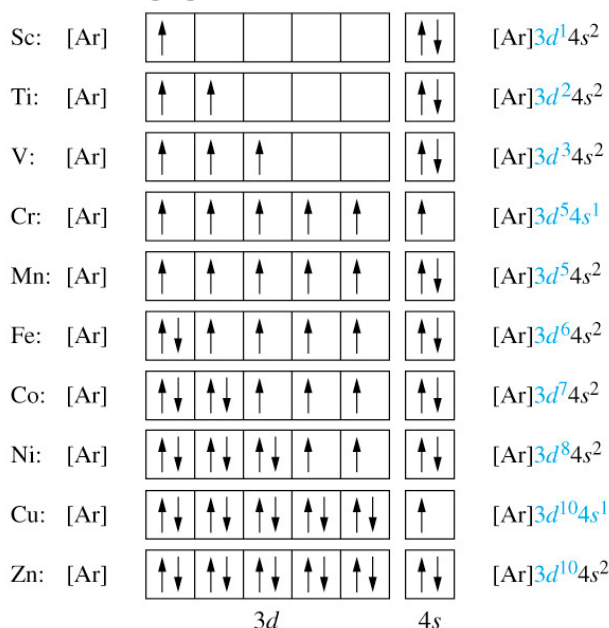 Sc: [Ar] [Ar]3d¹4s²
Ti: [Ar] [Ar]3d²4s²
V: [Ar] [Ar]3d³4s²
Cr: [Ar] [Ar]3d⁵4s¹
Mn: [Ar] [Ar]3d⁵4s²
Fe: [Ar] [Ar]3d⁶4s²
Co: [Ar] [Ar]3d⁷4s²
Ni: [Ar] [Ar]3d⁸4s²
Cu: [Ar] [Ar]3d¹⁰4s¹
Zn: [Ar] [Ar]3d¹⁰4s²
3d 4s